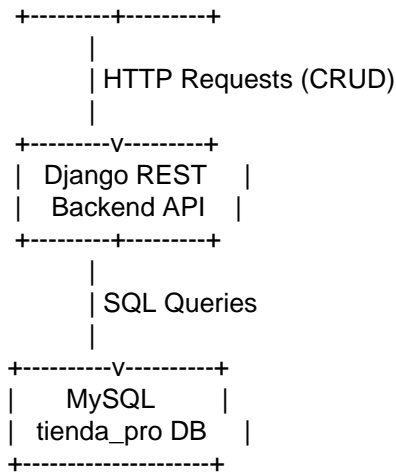 +---------+---------+
|
| HTTP Requests (CRUD)
|
+---------v---------+
| Django REST |
| Backend API |
+---------+---------+
|
| SQL Queries
|
+----------v----------+
| MySQL |
| tienda_pro DB |
+---------------------+